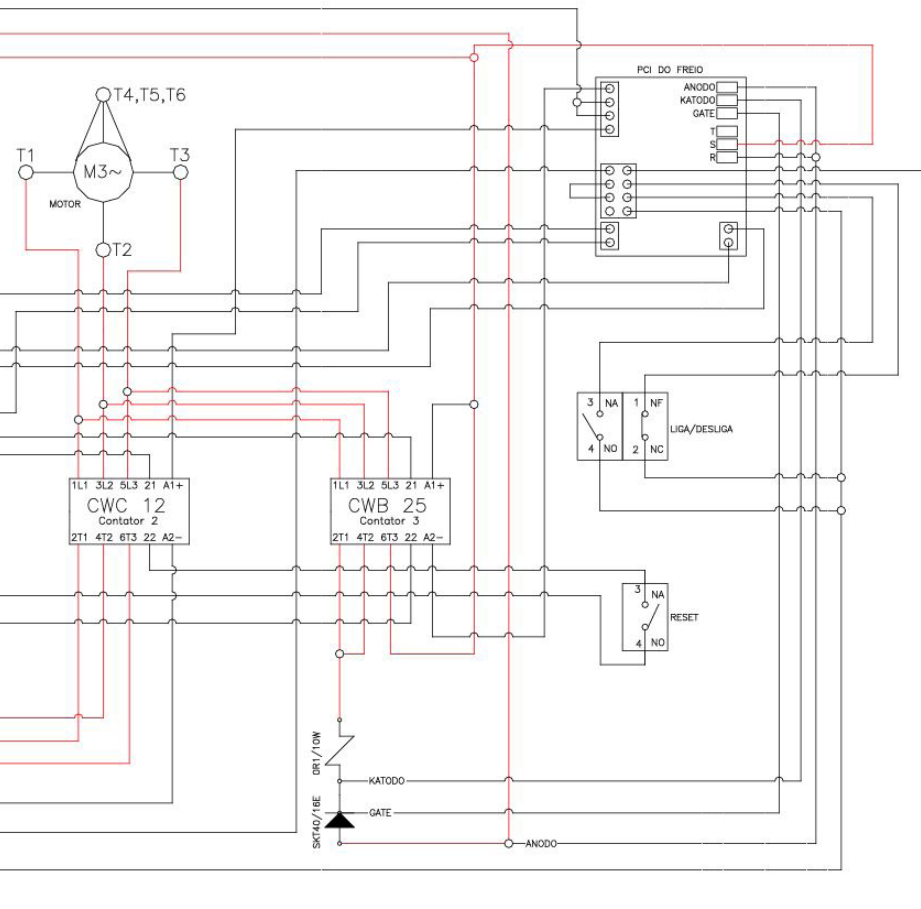 PCI DO FREIO
ANODO
KATODO
GATE
T
S
R
T4,T5,T6
T1
M3~
T3
MOTOR
T2
3 NA
4 NO
1 NF
2 NC
LIGA/DESLIGA
1L1 3L2 5L3 21 A1+
CWC 12
Contator 2
2T1 4T2 6T3 22 A2-
1L1 3L2 5L3 21 A1+
CWB 25
Contator 3
2T1 4T2 6T3 22 A2-
3 NA
4 NO
RESET
0R1/10W
KATODO
SKT40/16E
GATE
ANODO